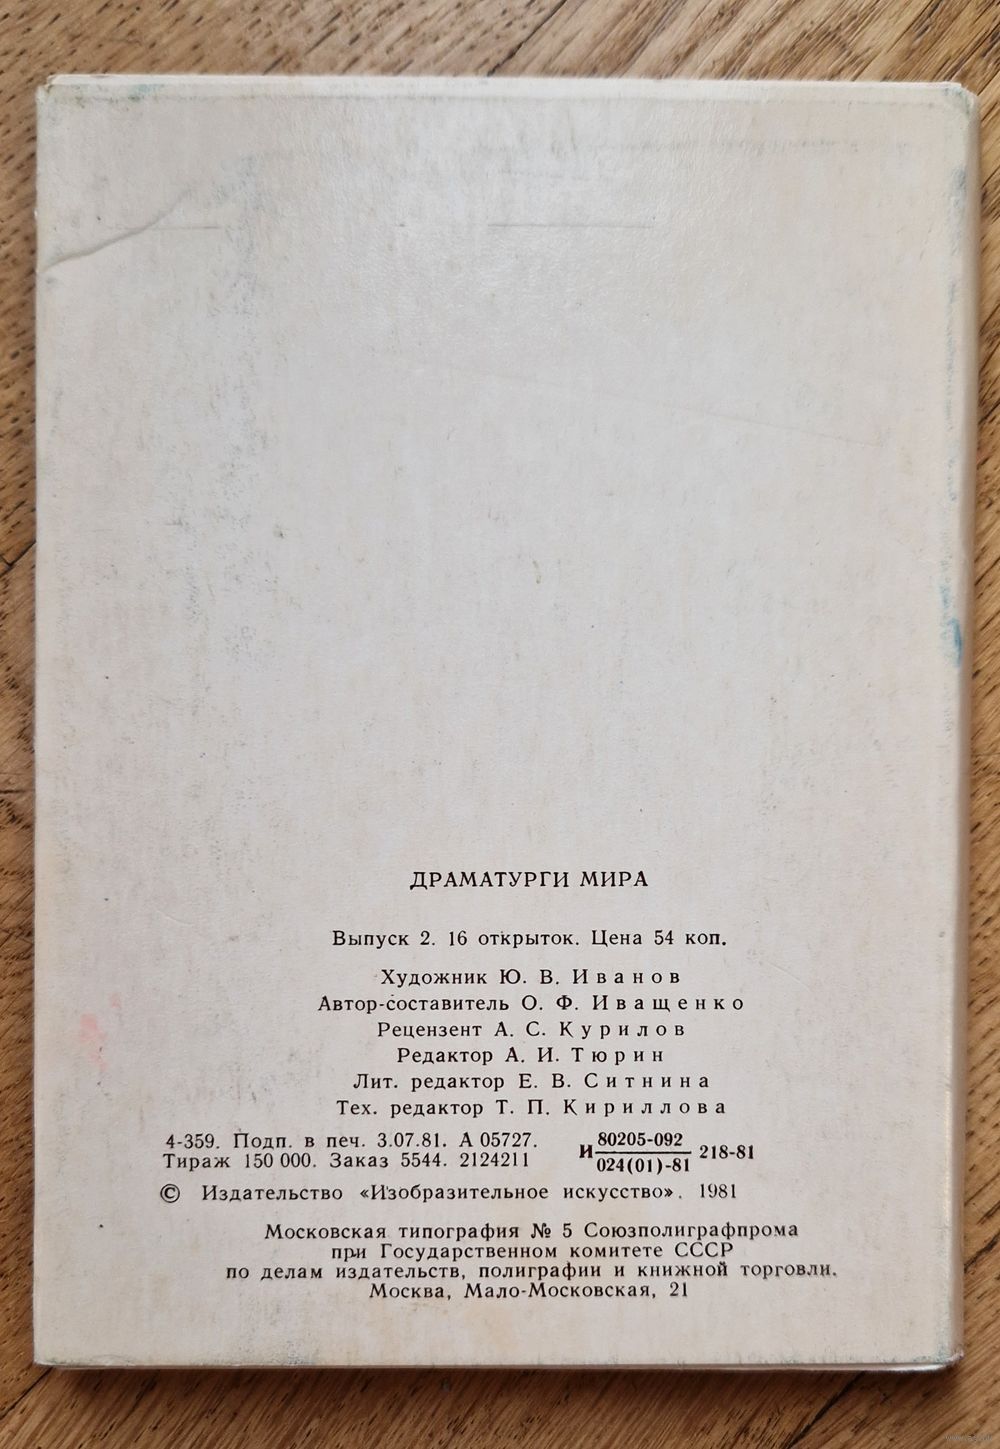 ДРАМАТУРГИ МИРА
Выпуск 2. 16 открыток. Цена 54 коп.
Художник Ю. В. Иванов
Автор-составитель О. Ф. Иващенко
Рецензент А. С. Курилов
Редактор А. И. Тюрин
Лит. редактор Е. В. Ситнина
Тех. редактор Т. П. Кириллова
4-359. Подп. в печ. 3.07.81. А 05727.
Тираж 150 000. Заказ 5544. 2124211
И 80205-092 218-81
024(01)-81
© Издательство «Изобразительное искусство». 1981
Московская типография № 5 Союзполиграфпрома
при Государственном комитете СССР
по делам издательств, полиграфии и книжной торговли.
Москва, Мало-Московская, 21